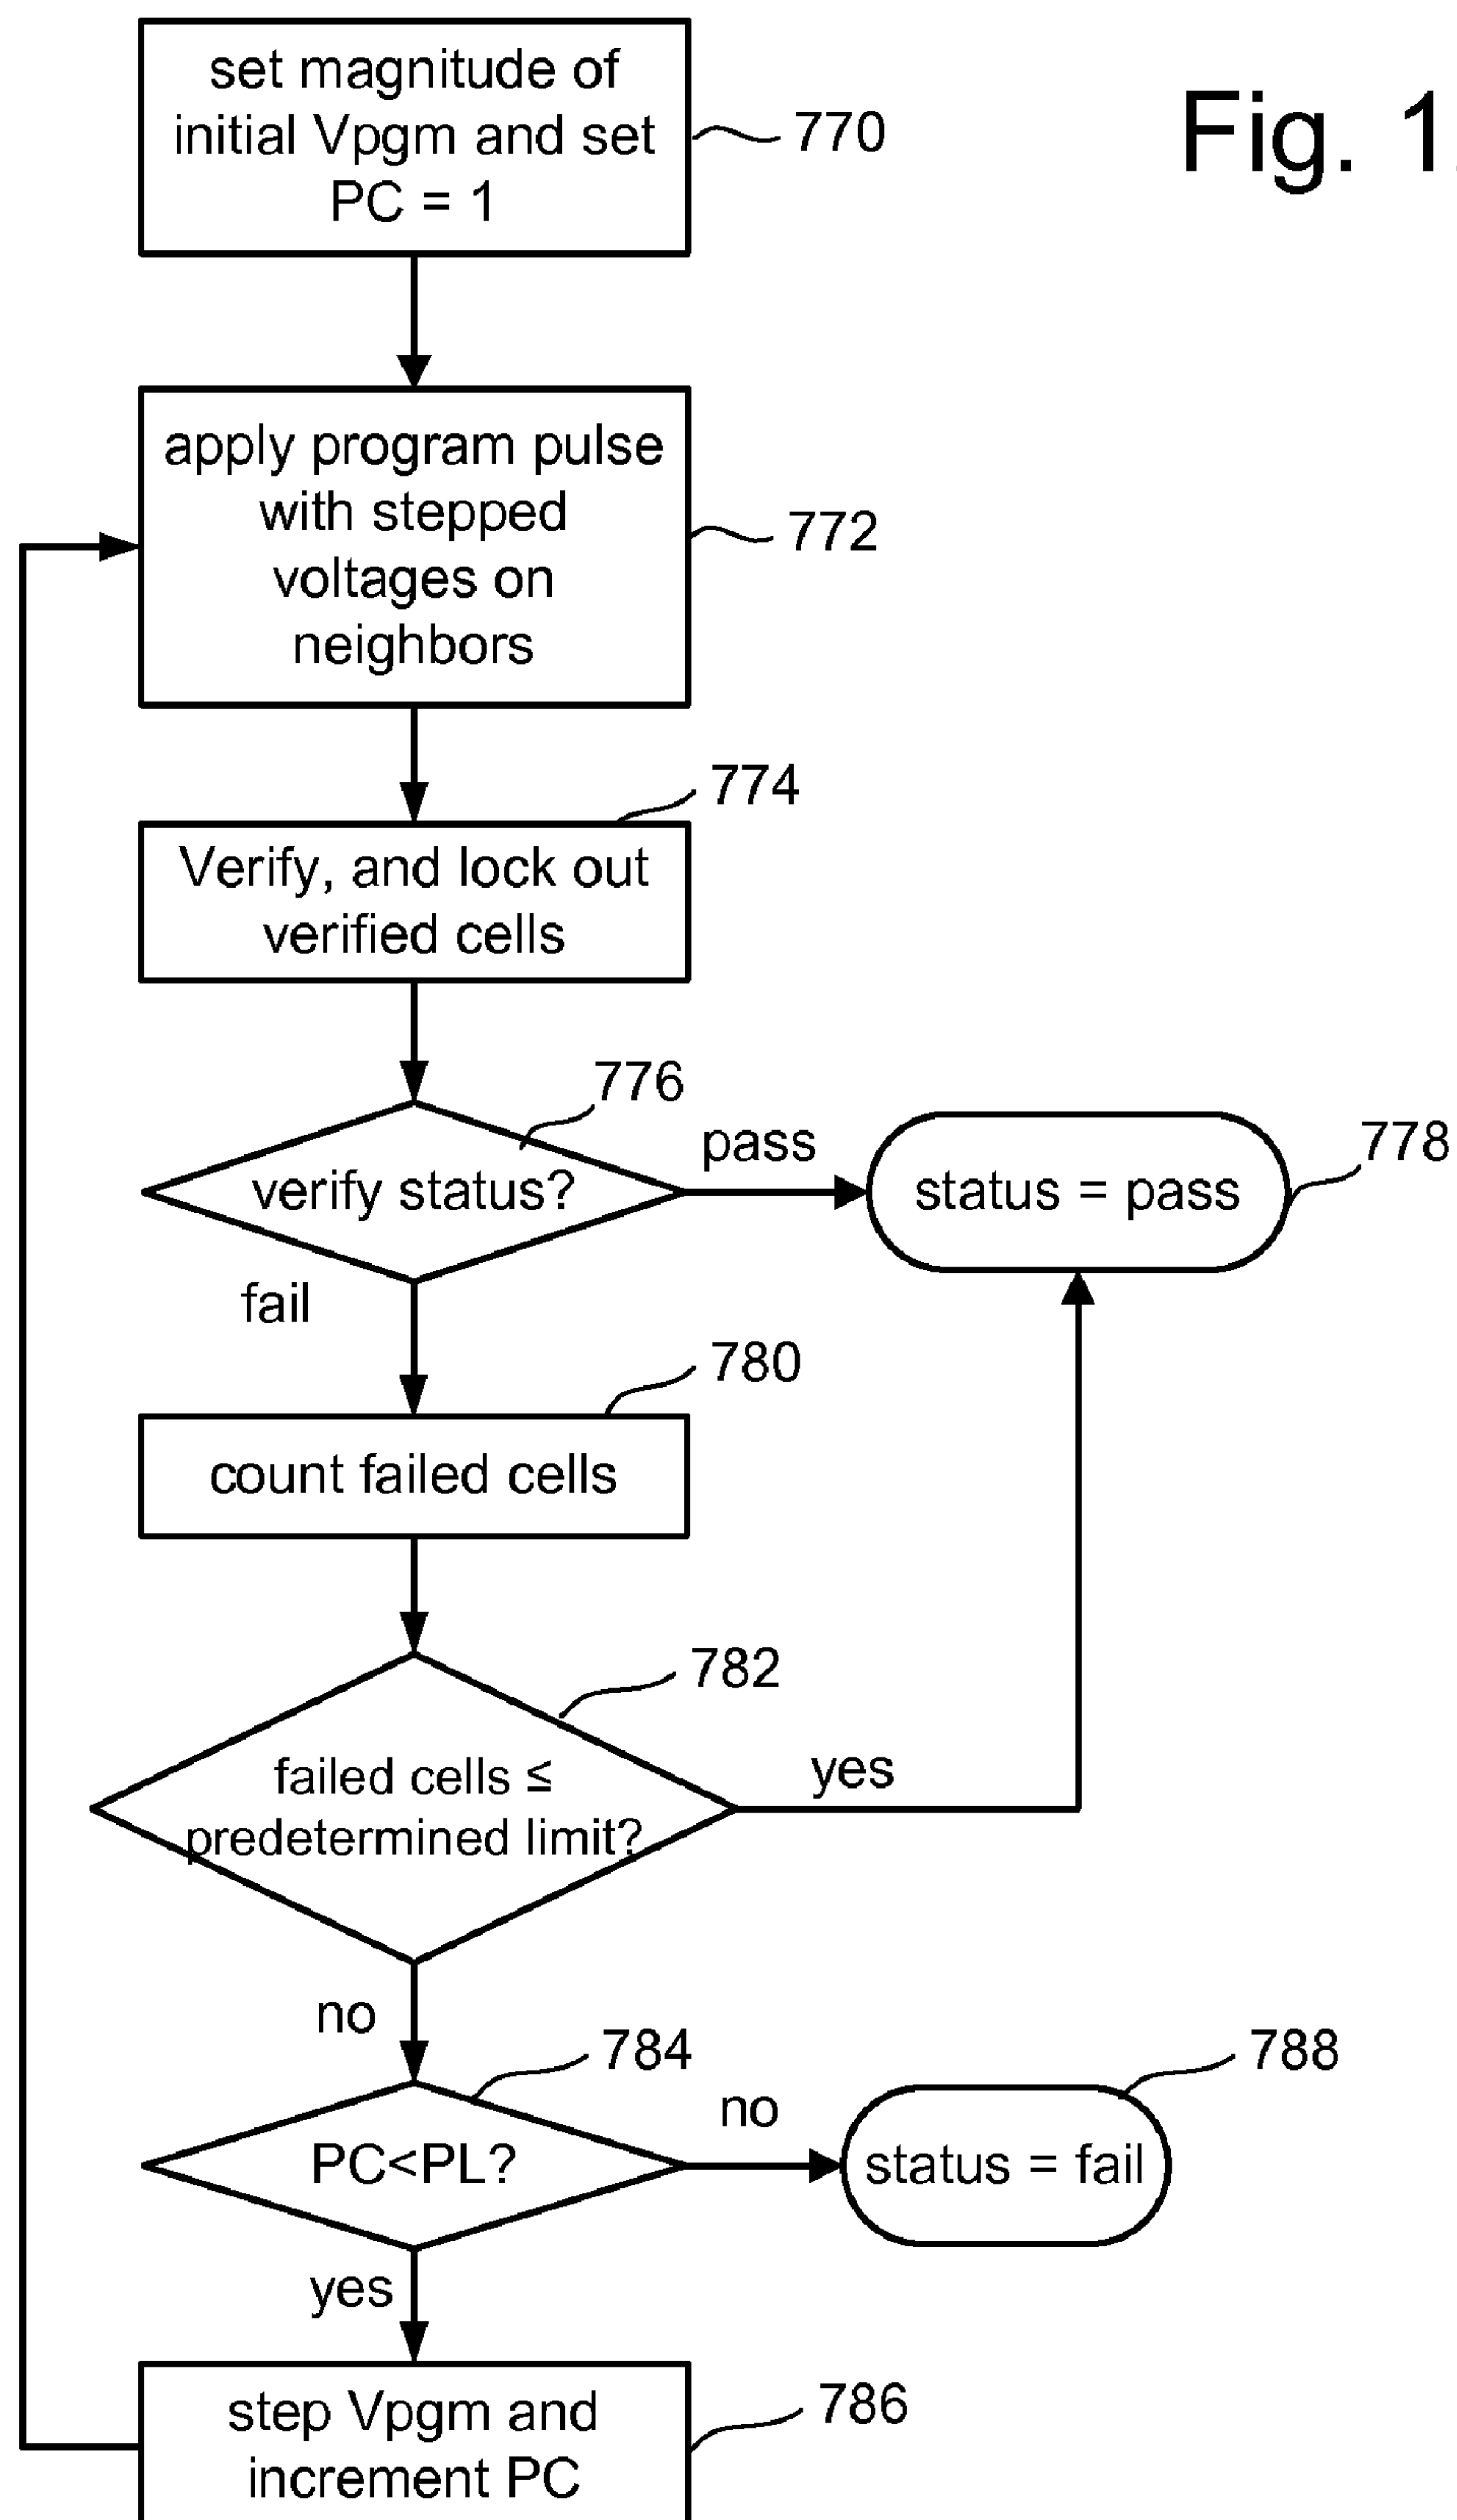 set magnitude of
initial Vpgm and set
PC = 1
770
Fig. 1
apply program pulse
with stepped
voltages on
neighbors
772
774
Verify, and lock out
verified cells
776
verify status?
pass
status = pass
778
fail
780
count failed cells
782
failed cells ≤
predetermined limit?
yes
no
784
PC<PL?
no
788
status = fail
yes
step Vpgm and
increment PC
786